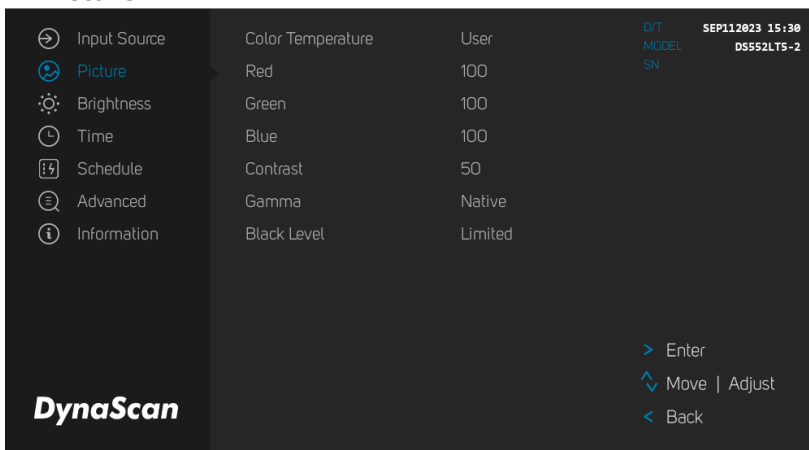 Input Source
Picture
Brightness
Time
Schedule
Advanced
Information
DynaScan
Color Temperature User
Red 100
Green 100
Blue 100
Contrast 50
Gamma Native
Black Level Limited
D/T SEP112023 15:30
MODEL DS552LT5-2
SN
> Enter
Move | Adjust
< Back